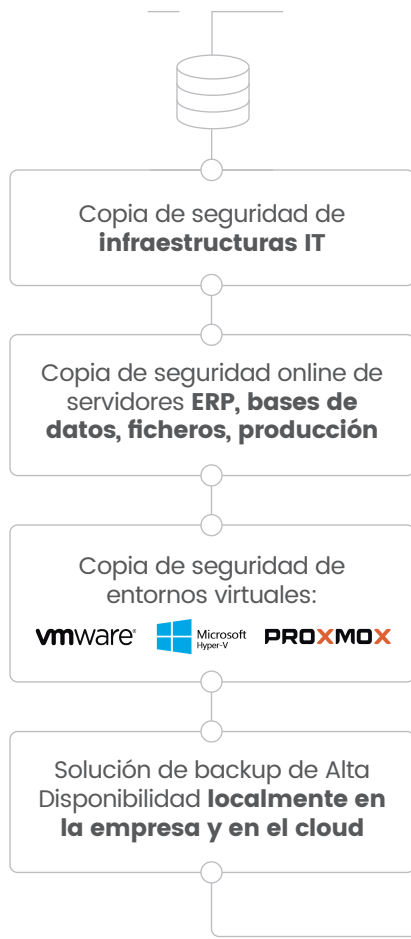 Copia de seguridad de
infraestructuras IT
Copia de seguridad online de
servidores ERP, bases de
datos, ficheros, producción
Copia de seguridad de
entornos virtuales:
vmware®
Microsoft
Hyper-V
PROXMOX
Solución de backup de Alta
Disponibilidad localmente en
la empresa y en el cloud